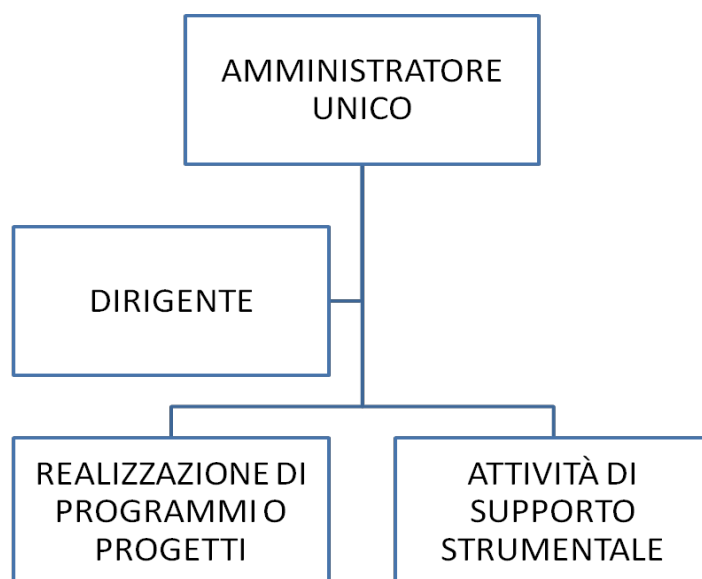 AMMINISTRATORE
UNICO
DIRIGENTE
REALIZZAZIONE DI
PROGRAMMI O
PROGETTI
ATTIVITÀ DI
SUPPORTO
STRUMENTALE